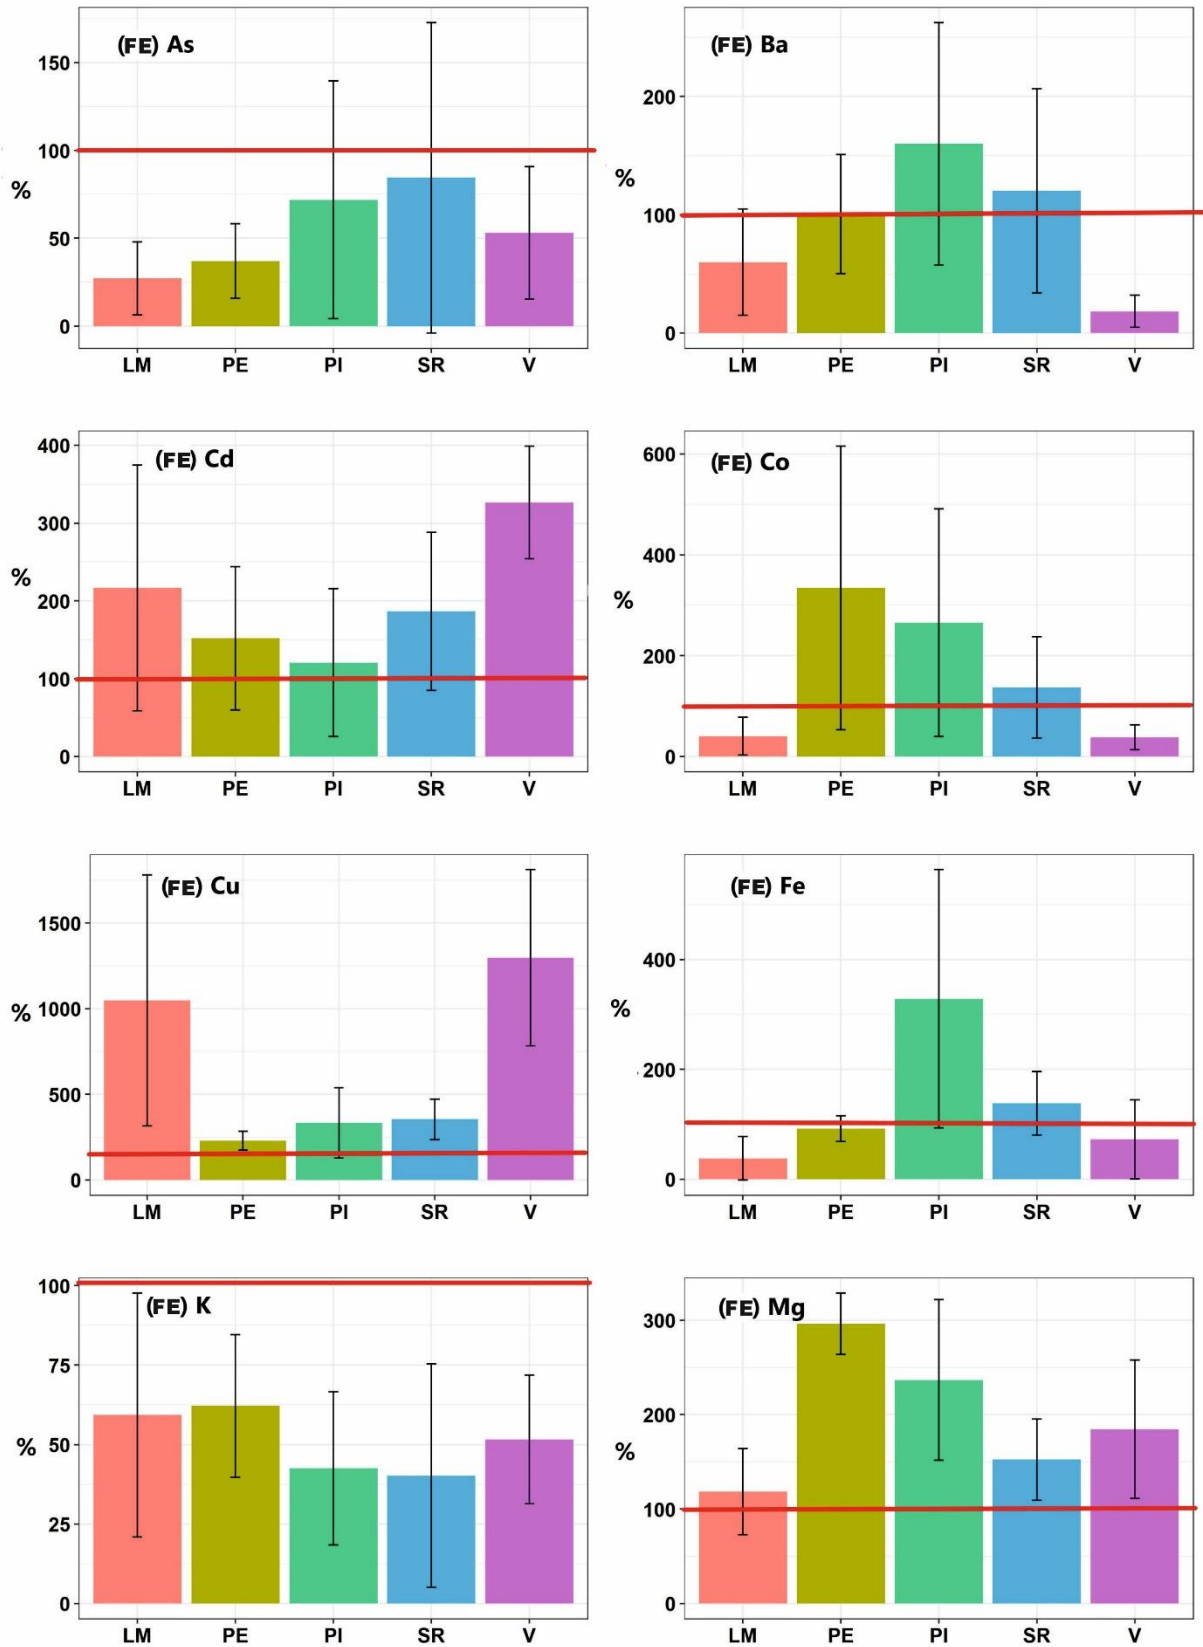 (FE) As
150
100
%
50
0
LM PE PI SR V
(FE) Ba
200
%
100
0
LM PE PI SR V
(FE) Cd
400
300
%
200
100
0
LM PE PI SR V
(FE) Co
600
400
%
200
0
LM PE PI SR V
(FE) Cu
1500
% 1000
500
0
LM PE PI SR V
(FE) Fe
400
%
200
0
LM PE PI SR V
100
(FE) K
75
% 50
25
0
LM PE PI SR V
(FE) Mg
300
200
%
100
0
LM PE PI SR V